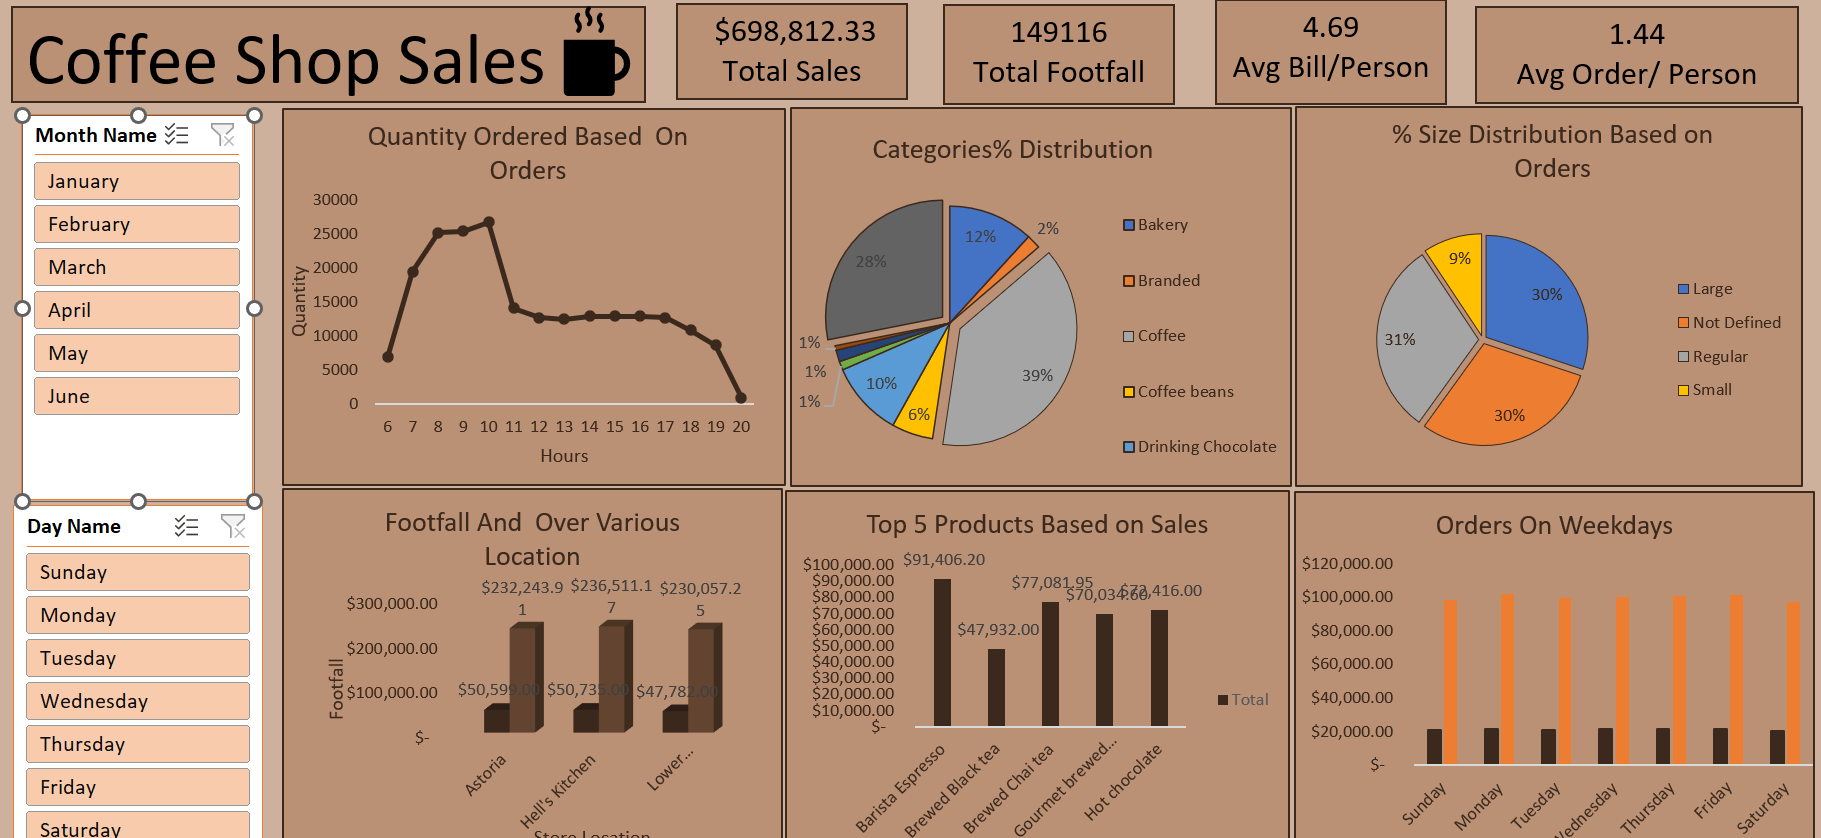 Coffee Shop Sales
$698,812.33
Total Sales
149116
Total Footfall
4.69
Avg Bill/Person
1.44
Avg Order/ Person
Month Name
January
February
March
April
May
June
Day Name
Sunday
Monday
Tuesday
Wednesday
Thursday
Friday
Saturday
Quantity Ordered Based  On
Orders
Quantity
30000
25000
20000
15000
10000
5000
0
6 7 8 9 10 11 12 13 14 15 16 17 18 19 20
Hours
Categories% Distribution
12%
2%
39%
6%
10%
1%
1%
1%
28%
Bakery
Branded
Coffee
Coffee beans
Drinking Chocolate
% Size Distribution Based on
Orders
30%
30%
31%
9%
Large
Not Defined
Regular
Small
Footfall And  Over Various
Location
Footfall
$300,000.00
$200,000.00
$100,000.00
$-
$232,243.9
1
$236,511.1
7
$230,057.2
5
$50,599.00
$50,735.00
$47,782.00
Astoria
Hell's Kitchen
Lower...
Store Location
Top 5 Products Based on Sales
$100,000.00
$90,000.00
$80,000.00
$70,000.00
$60,000.00
$50,000.00
$40,000.00
$30,000.00
$20,000.00
$10,000.00
$-
$91,406.20
$47,932.00
$77,081.95
$70,034.60
$72,416.00
Barista Espresso
Brewed Black tea
Brewed Chai tea
Gourmet brewed...
Hot chocolate
Total
Orders On Weekdays
$120,000.00
$100,000.00
$80,000.00
$60,000.00
$40,000.00
$20,000.00
$-
Sunday
Monday
Tuesday
Wednesday
Thursday
Friday
Saturday